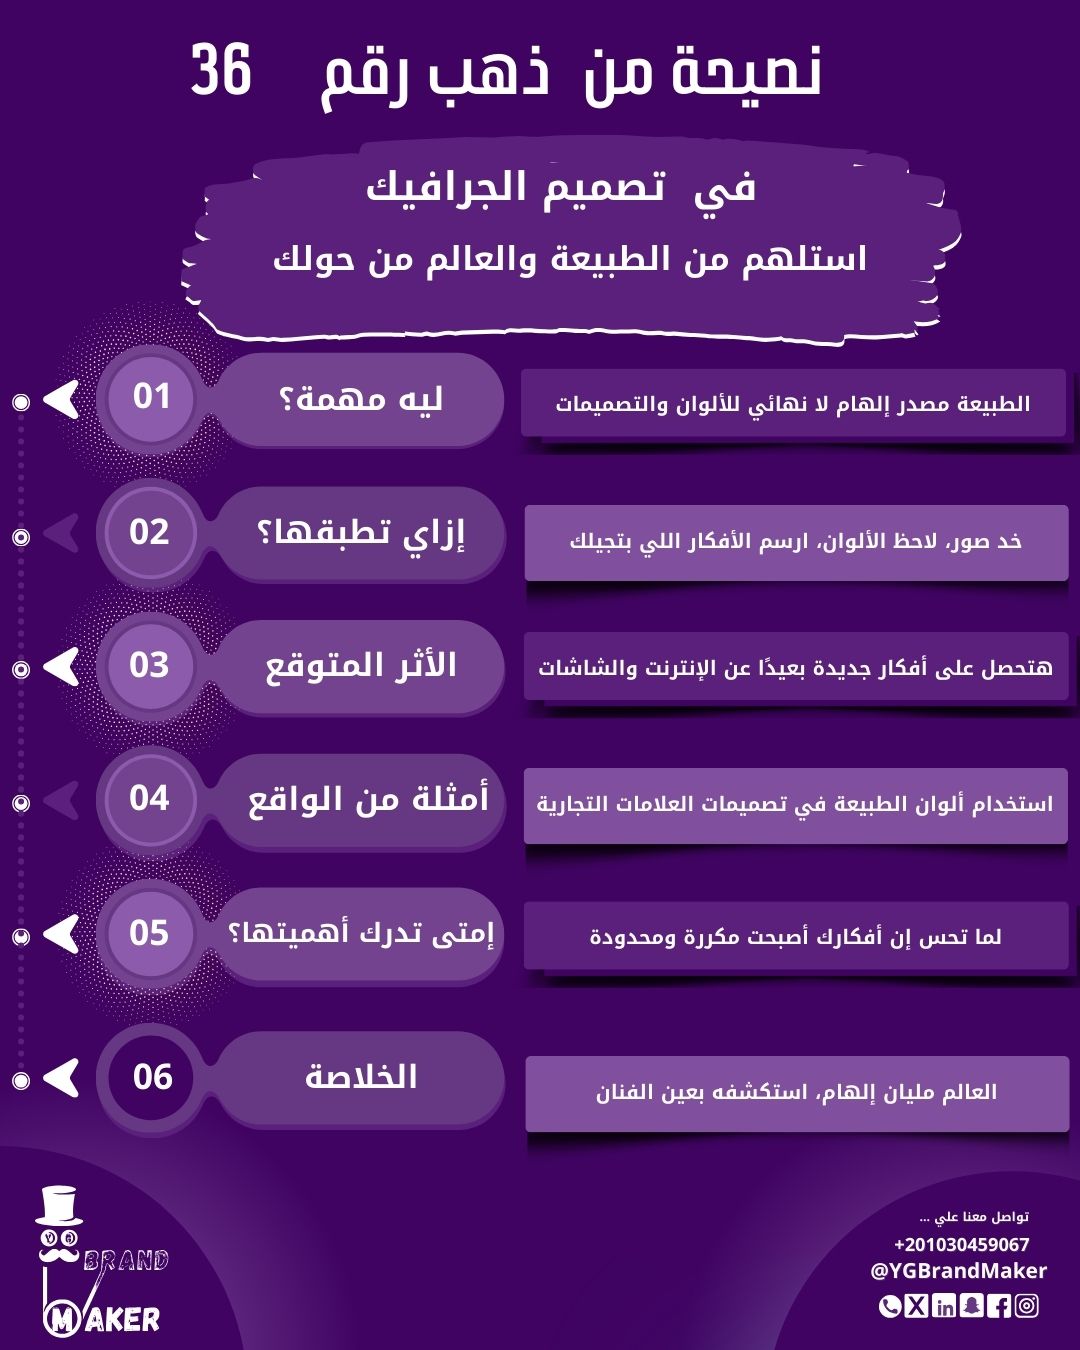 نصيحة من ذهب رقم 36
في تصميم الجرافيك
استلهم من الطبيعة والعالم من حولك
01
ليه مهمة؟
الطبيعة مصدر إلهام لا نهائي للألوان والتصميمات
02
إزاي تطبقها؟
خد صور، لاحظ الألوان، ارسم الأفكار اللي بتجيلك
03
الأثر المتوقع
هتحصل على أفكار جديدة بعيدًا عن الإنترنت والشاشات
04
أمثلة من الواقع
استخدام ألوان الطبيعة في تصميمات العلامات التجارية
05
إمتى تدرك أهميتها؟
لما تحس إن أفكارك أصبحت مكررة ومحدودة
06
الخلاصة
العالم مليان إلهام، استكشفه بعين الفنان
تواصل معنا علي ...
+201030459067
@YGBrandMaker
YG
BRAND
MAKER